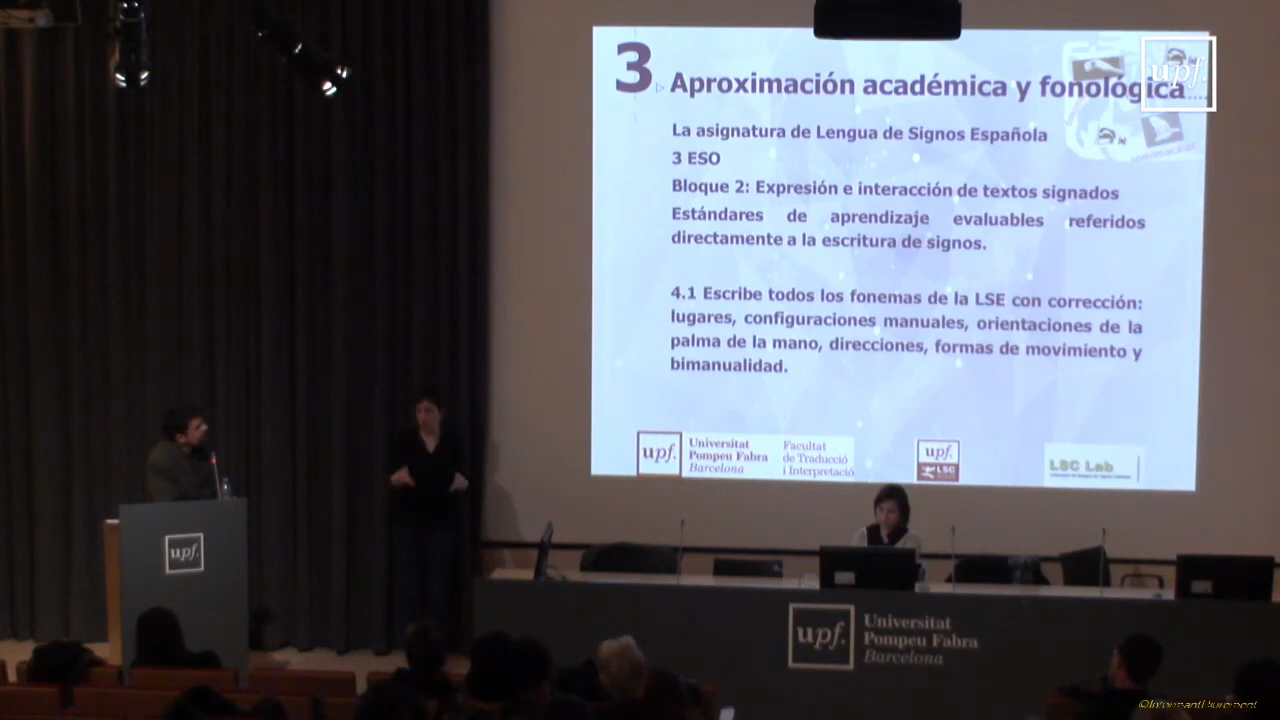 3 Aproximación académica y fonológica
upf.
La asignatura de Lengua de Signos Española
3 ESO
Bloque 2: Expresión e interacción de textos signados
Estándares de aprendizaje evaluables referidos
directamente a la escritura de signos.
4.1 Escribe todos los fonemas de la LSE con corrección:
lugares, configuraciones manuales, orientaciones de la
palma de la mano, direcciones, formas de movimiento y
bimanualidad.
upf.
Universitat
Pompeu Fabra
Barcelona
Facultat
de Traducció
i Interpretació
upf.
LSC
LSC Lab
upf.
upf.
Universitat
Pompeu Fabra
Barcelona